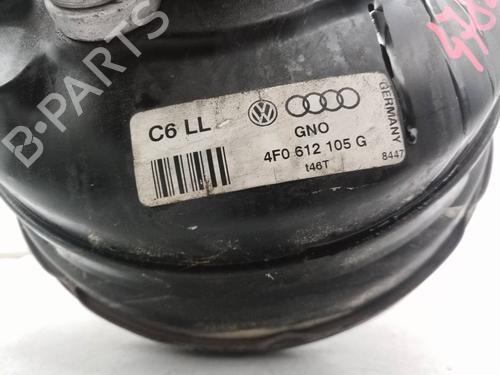 B-PARTS
C6 LL
GNO
4F0 612 105 G
t46T
GERMANY
8447